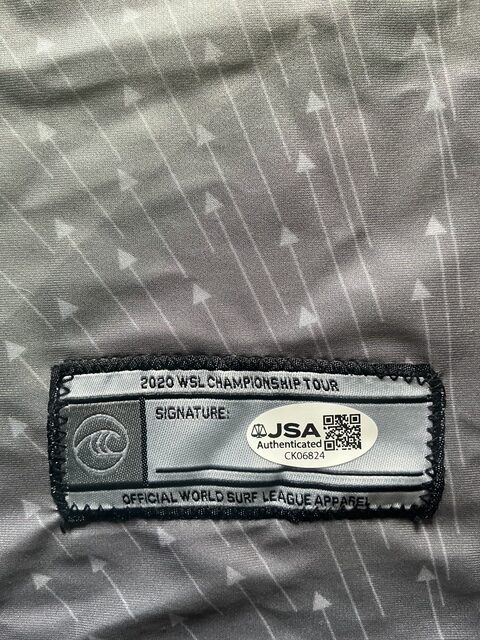 2020 WSL CHAMPIONSHIP TOUR
SIGNATURE:
JSA
Authenticated
CK06824
OFFICIAL WORLD SURF LEAGUE APPAREL